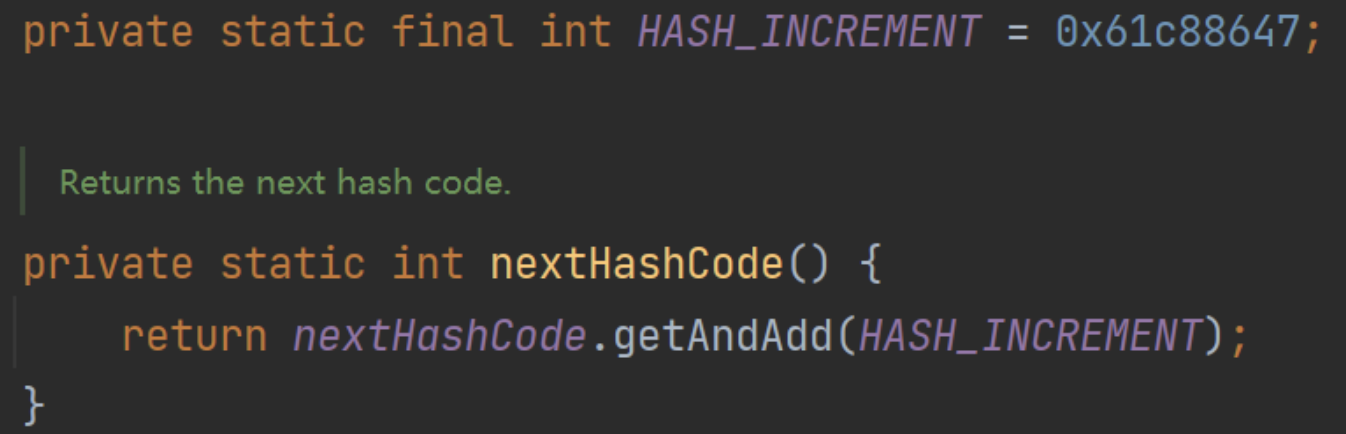 private static final int HASH_INCREMENT = 0x61c88647;
Returns the next hash code.
private static int nextHashCode() {
return nextHashCode.getAndAdd(HASH_INCREMENT);
}